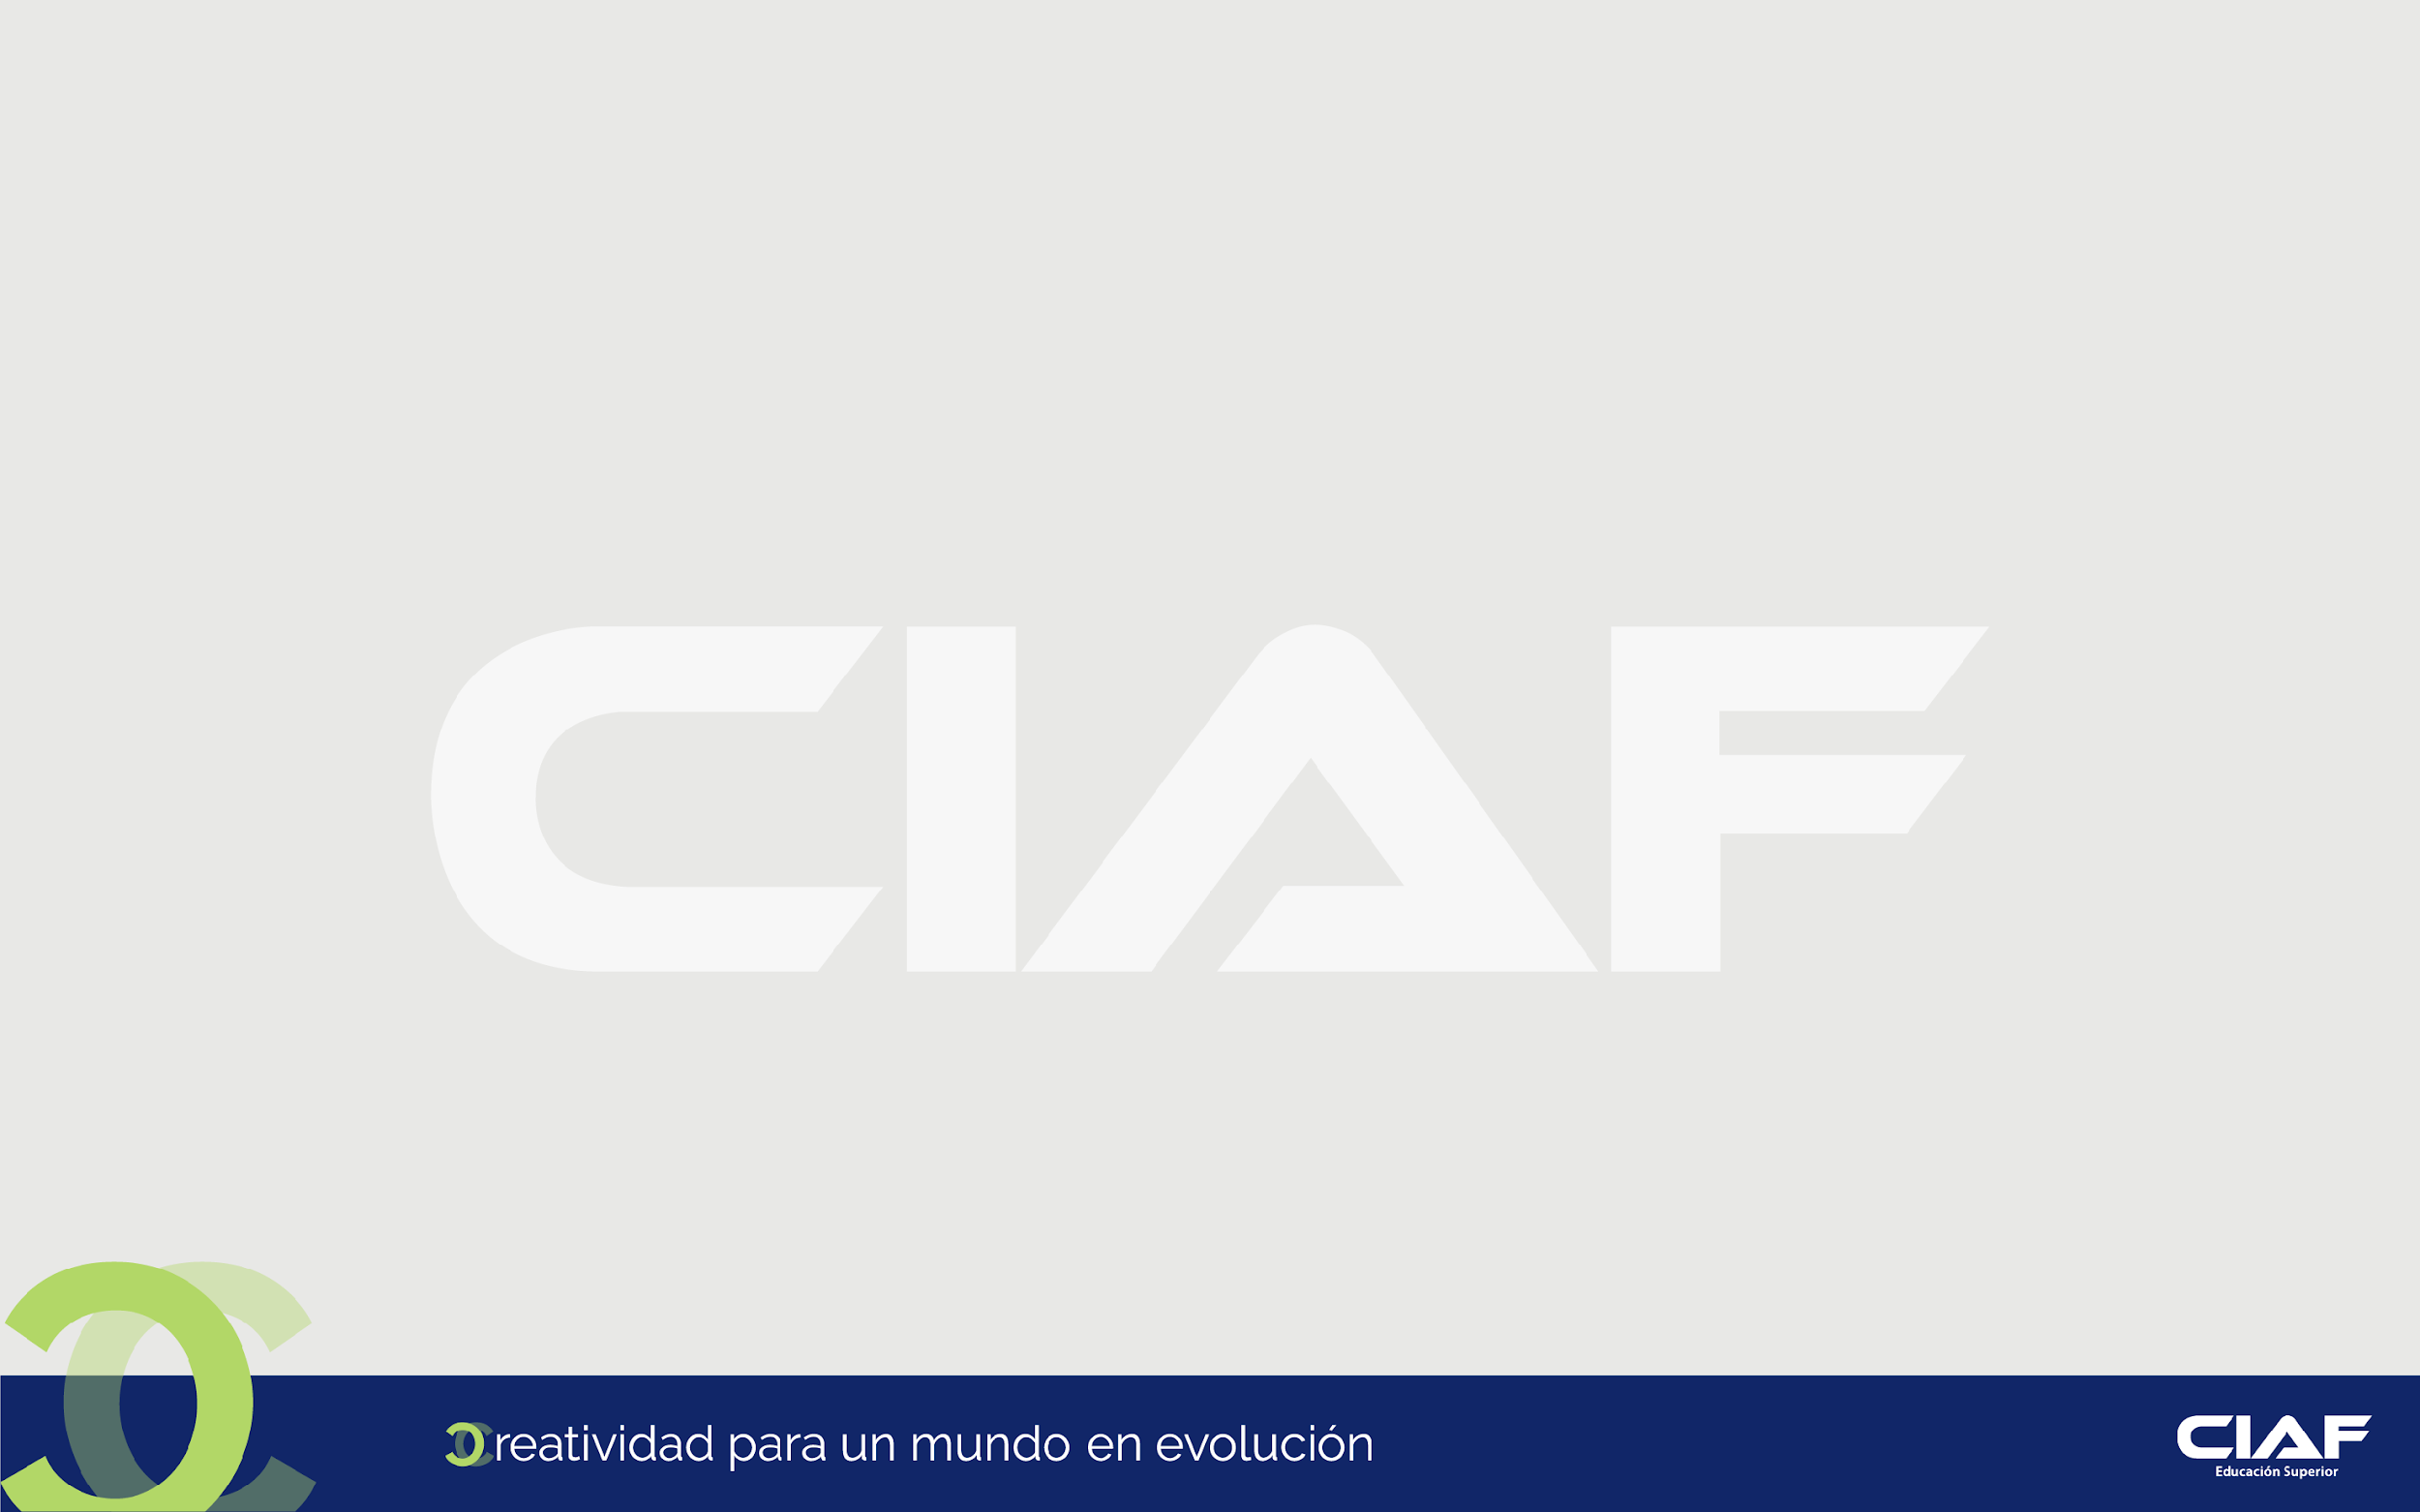 CIAF
Creatividad para un mundo en evolución
CIAF
Educación Superior